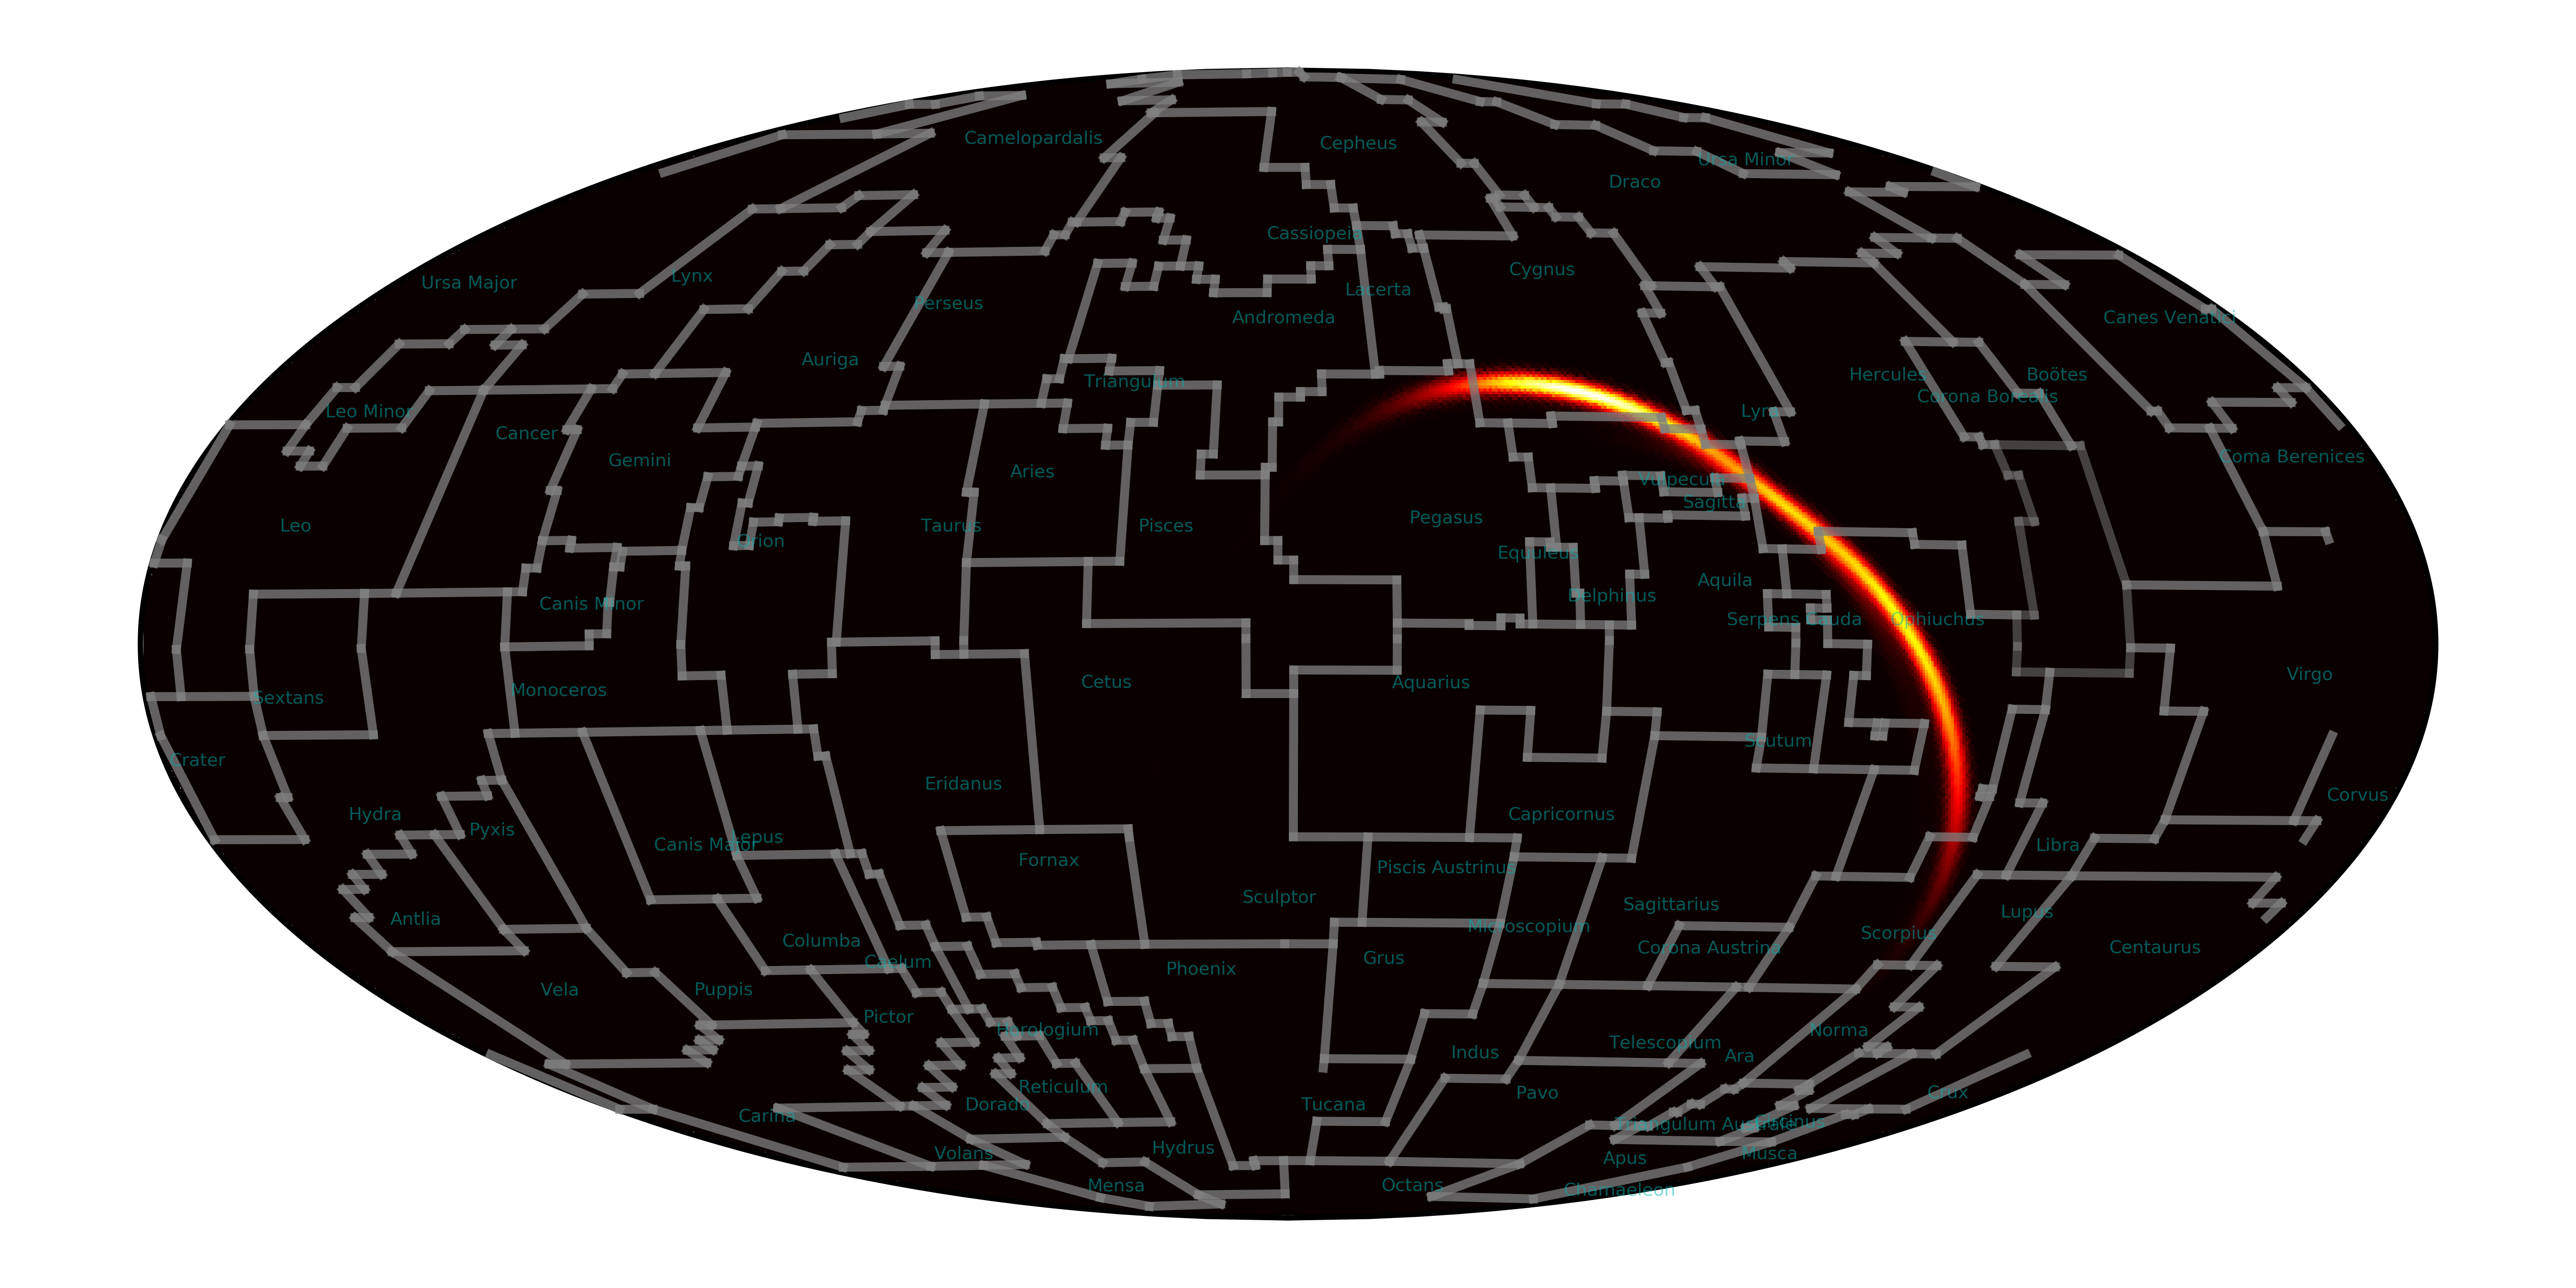 Camelopardalis
Cepheus
Ursa Minor
Draco
Cassiopeia
Cygnus
Lynx
Ursa Major
Lacerta
Perseus
Andromeda
Canes Venatici
Auriga
Hercules
Boötes
Triangulum
Corona Borealis
Leo Minor
Lyra
Cancer
Coma Berenices
Gemini
Aries
Vulpecula
Sagitta
Pegasus
Leo
Taurus
Pisces
Orion
Equuleus
Aquila
Delphinus
Canis Minor
Serpens Cauda
Ophiuchus
Virgo
Cetus
Aquarius
Monoceros
Sextans
Scutum
Crater
Eridanus
Corvus
Hydra
Capricornus
Pyxis
Lepus
Canis Major
Libra
Fornax
Piscis Austrinus
Sculptor
Sagittarius
Lupus
Antlia
Microscopium
Scorpius
Columba
Corona Austrina
Centaurus
Grus
Caelum
Phoenix
Vela
Puppis
Pictor
Horologium
Norma
Telescopium
Indus
Ara
Reticulum
Pavo
Crux
Dorado
Tucana
Carina
Circinus
Triangulum Australe
Hydrus
Volans
Musca
Apus
Mensa
Octans
Chamaeleon